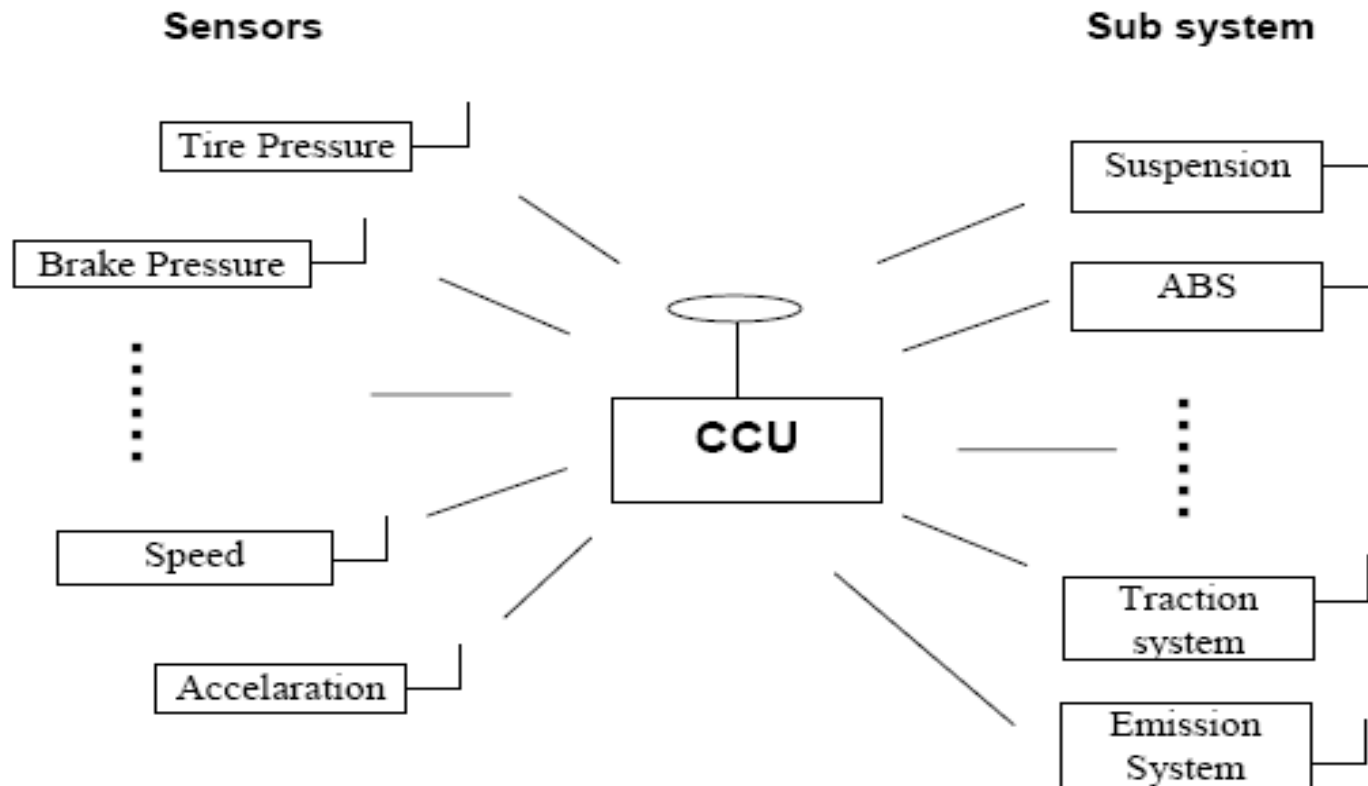 Sensors
Sub system
Tire Pressure
Brake Pressure
Speed
Accelaration
CCU
Suspension
ABS
Traction
system
Emission
System